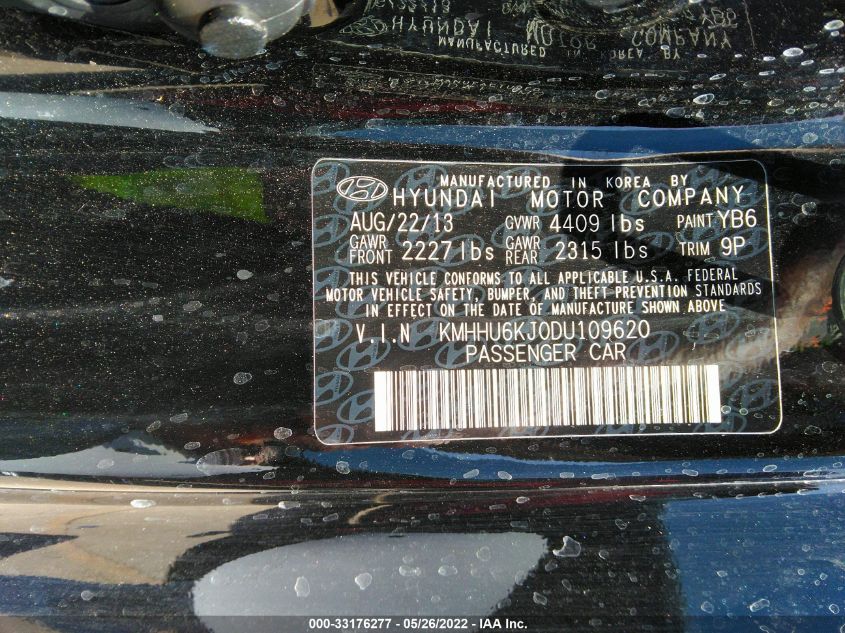 MANUFACTURED IN KOREA BY
HYUNDAI MOTOR COMPANY
AUG/22/13 GVWR 4409 lbs PAINT YB6
GAWR FRONT 2227 lbs GAWR REAR 2315 lbs TRIM 9P
THIS VEHICLE CONFORMS TO ALL APPLICABLE U.S.A. FEDERAL
MOTOR VEHICLE SAFETY, BUMPER, AND THEFT PREVENTION STANDARDS
IN EFFECT ON THE DATE OF MANUFACTURE SHOWN ABOVE
V.I.N KMHHU6KJ0DU109620
PASSENGER CAR
000-33176277 - 05/26/2022 - IAA Inc.